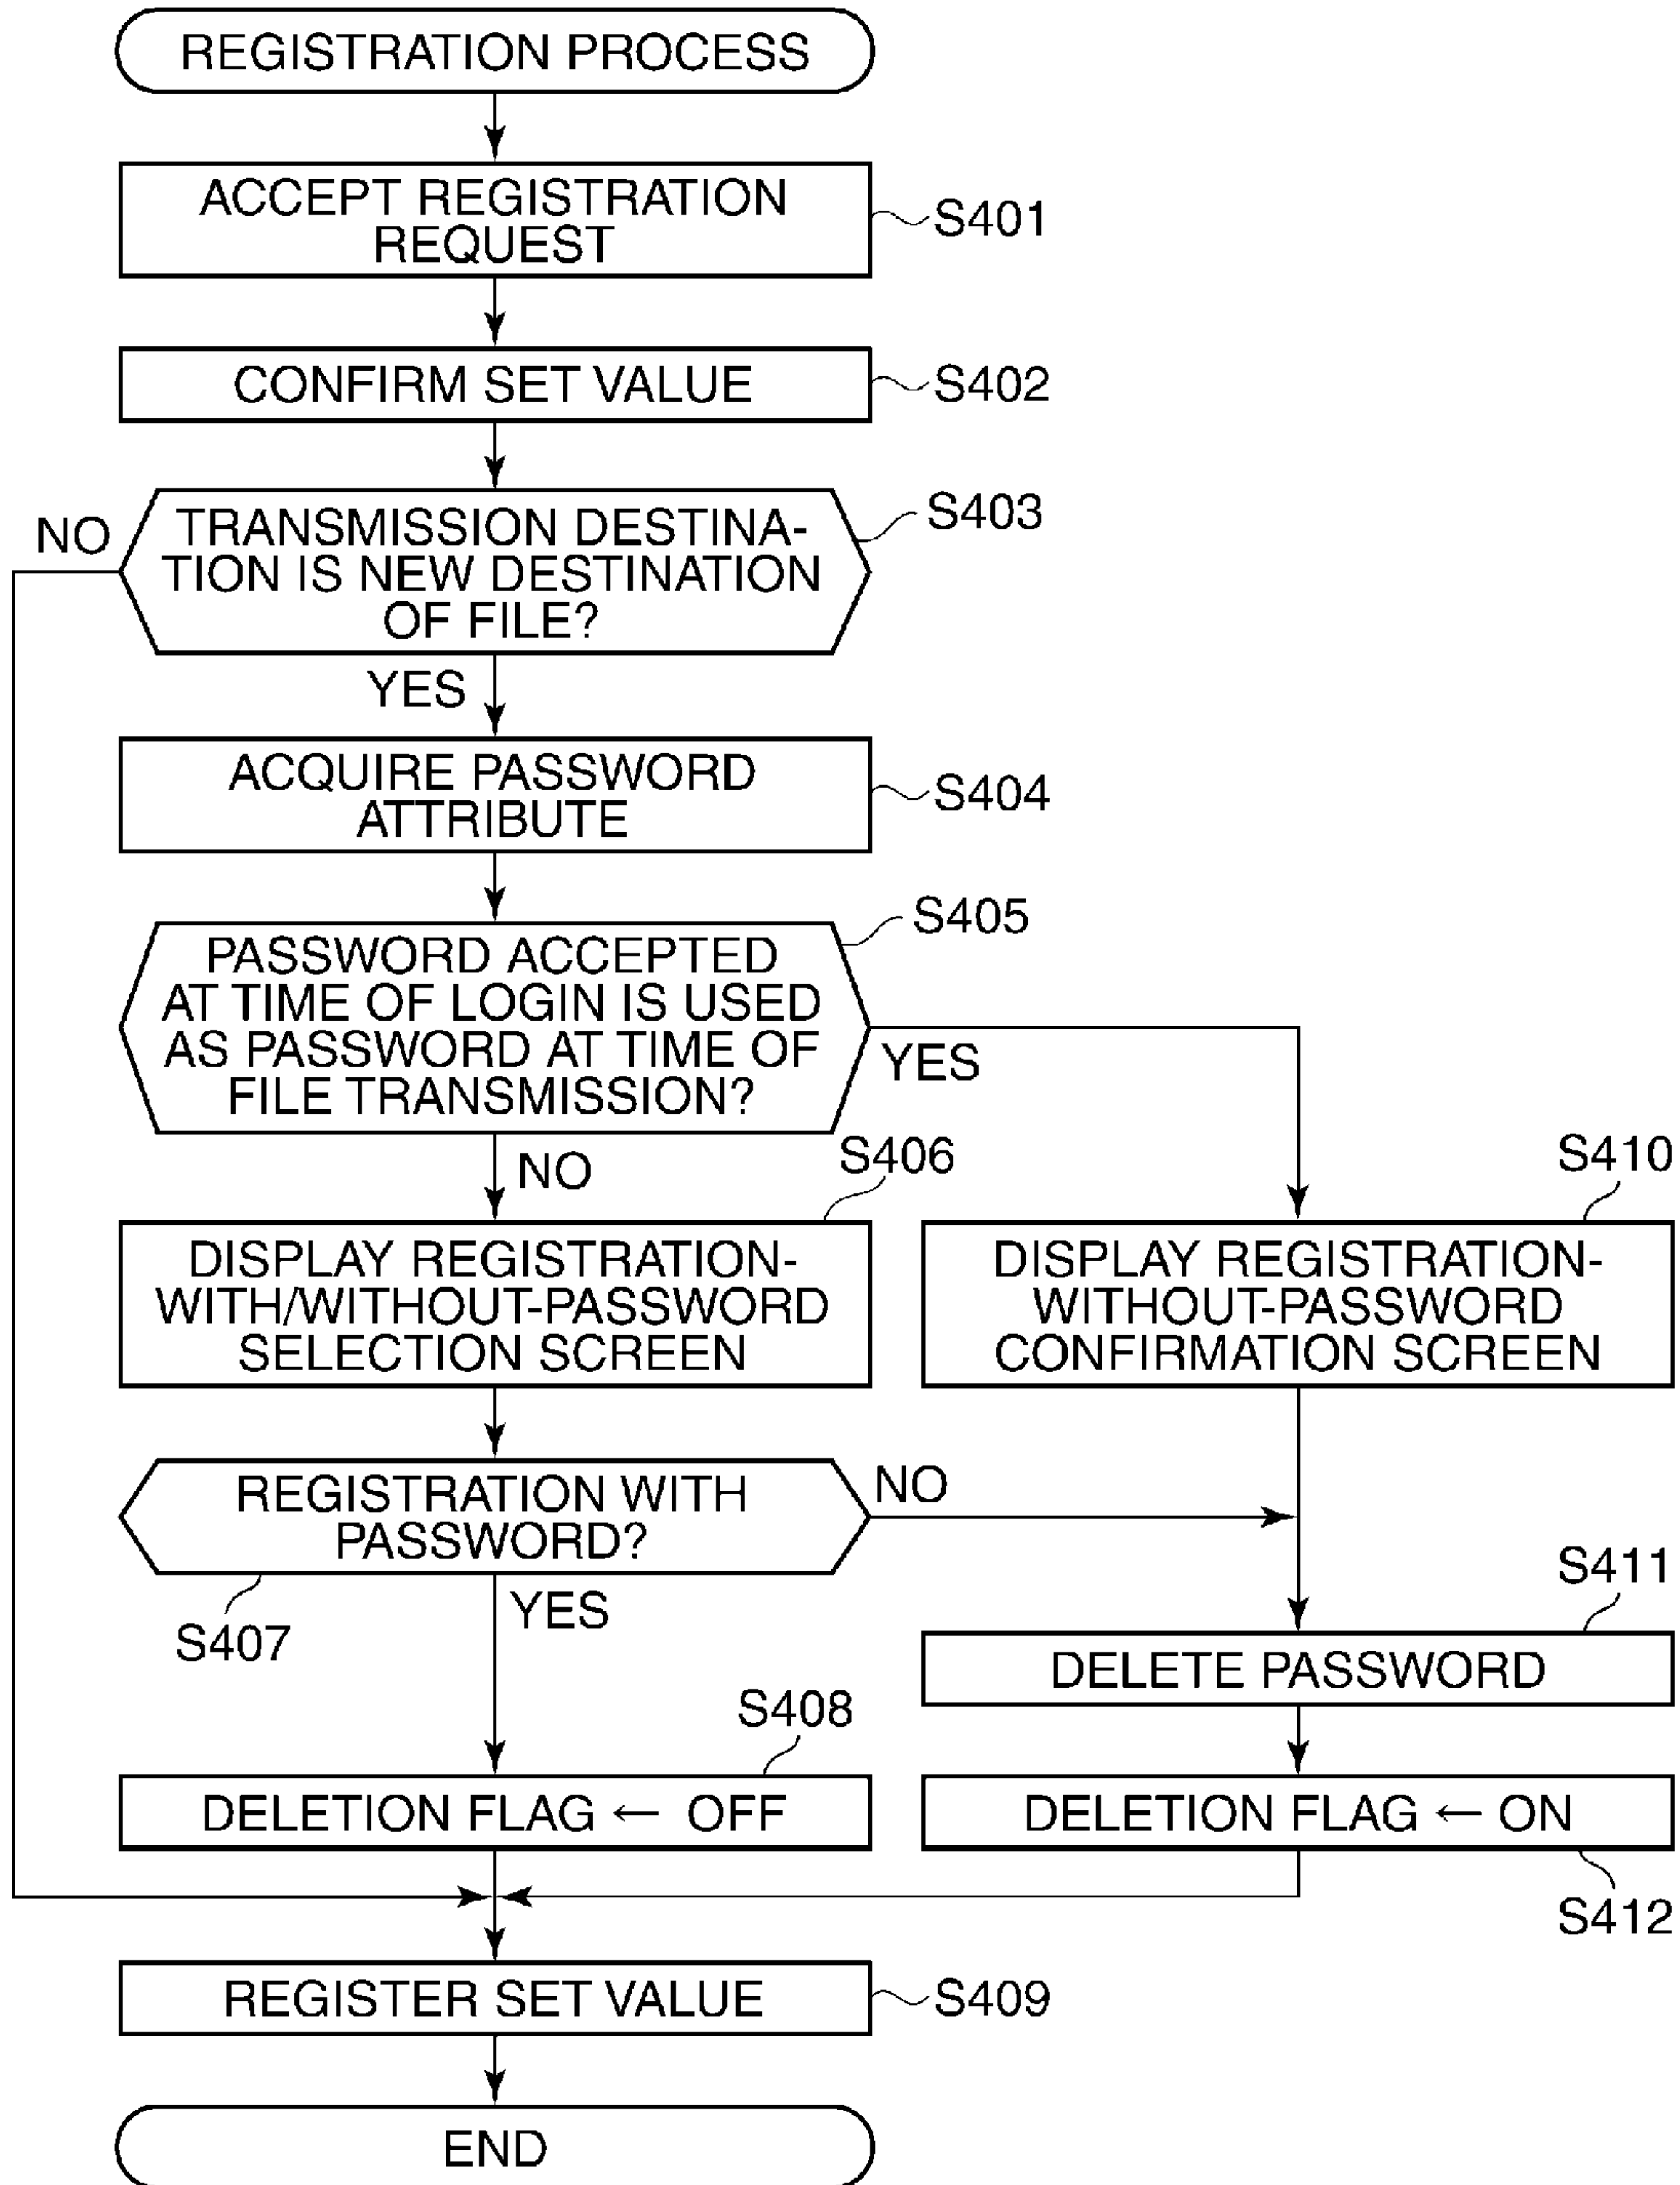 REGISTRATION PROCESS
ACCEPT REGISTRATION
REQUEST
S401
CONFIRM SET VALUE
S402
NO
TRANSMISSION DESTINA-
TION IS NEW DESTINATION
OF FILE?
S403
YES
ACQUIRE PASSWORD
ATTRIBUTE
S404
PASSWORD ACCEPTED
AT TIME OF LOGIN IS USED
AS PASSWORD AT TIME OF
FILE TRANSMISSION?
S405
YES
NO
S406
DISPLAY REGISTRATION-
WITH/WITHOUT-PASSWORD
SELECTION SCREEN
S410
DISPLAY REGISTRATION-
WITHOUT-PASSWORD
CONFIRMATION SCREEN
REGISTRATION WITH
PASSWORD?
NO
S407
YES
S411
DELETE PASSWORD
S408
DELETION FLAG ← OFF
DELETION FLAG ← ON
S412
REGISTER SET VALUE
S409
END